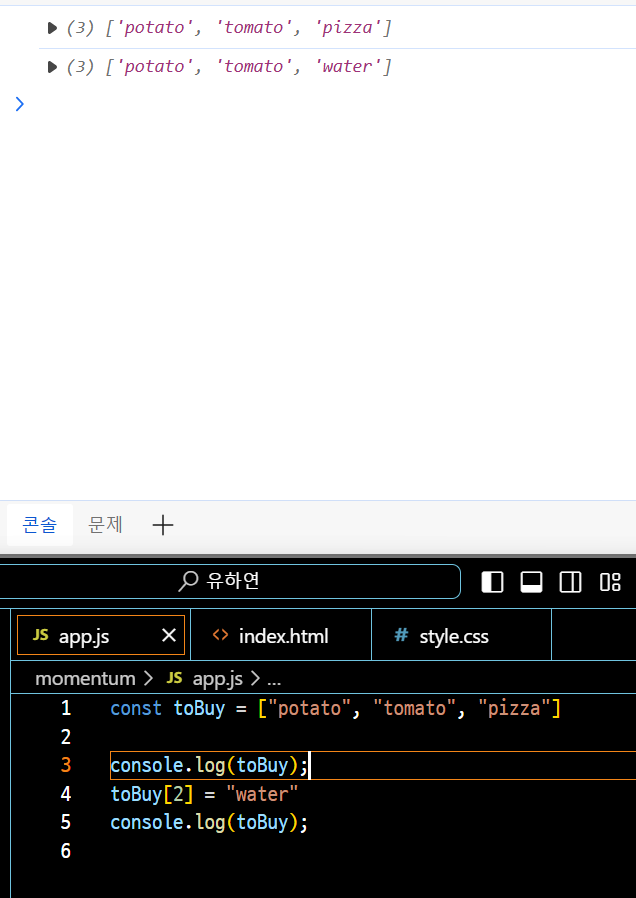 (3) ['potato', 'tomato', 'pizza']
(3) ['potato', 'tomato', 'water']
콘솔 문제
유하연
JS app.js index.html # style.css
momentum > JS app.js > ...
1 const toBuy = ["potato", "tomato", "pizza"]
2
3 console.log(toBuy);
4 toBuy[2] = "water"
5 console.log(toBuy);
6